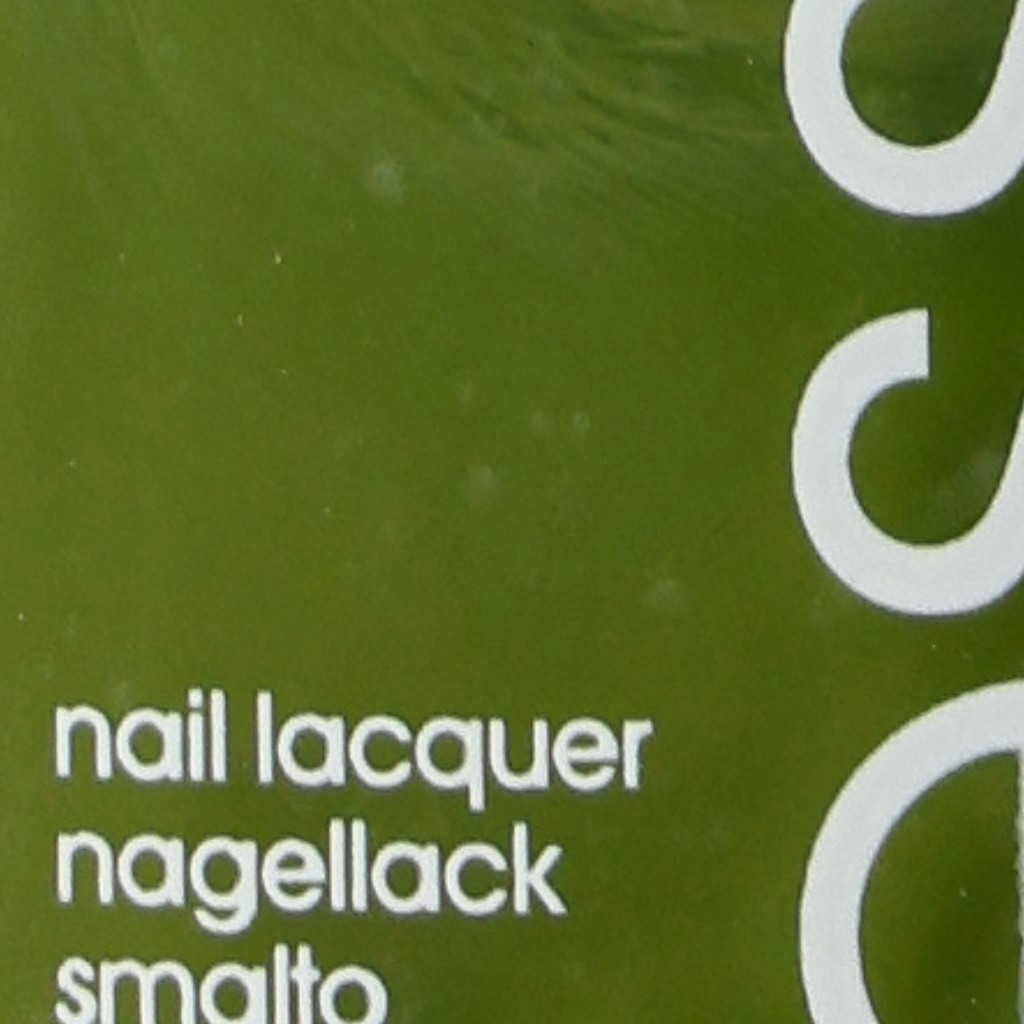 nail lacquer
nagellack
smalto